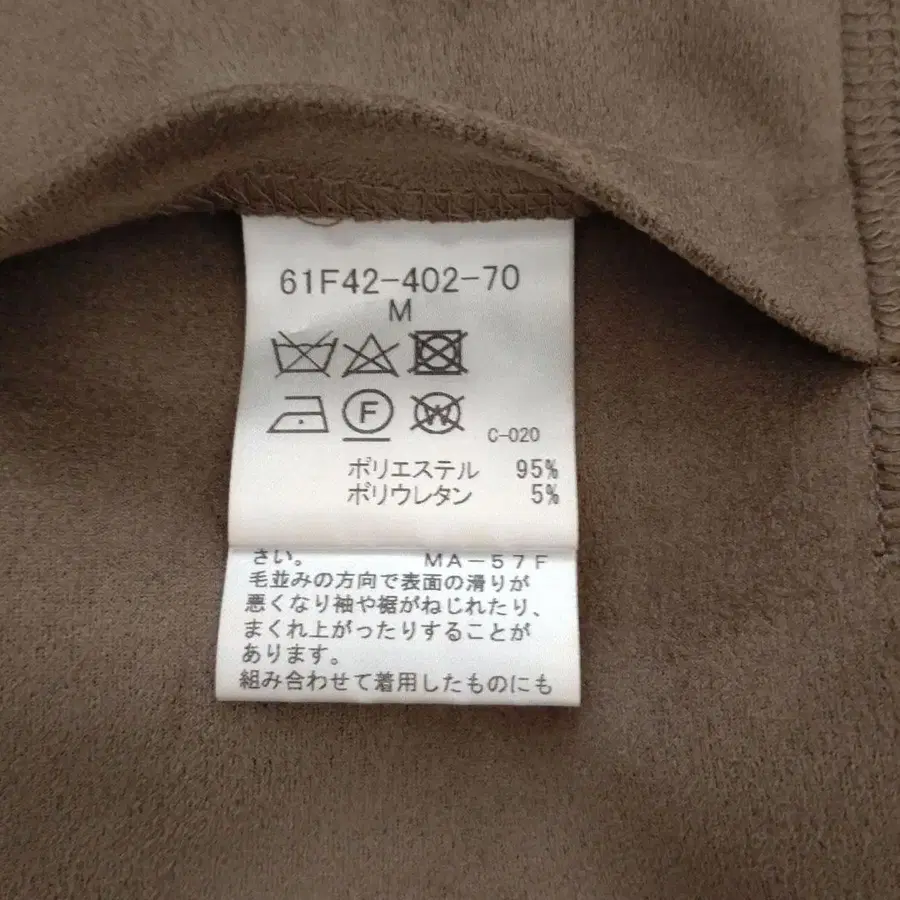 61F42-402-70
M
F W
C-020
ポリエステル 95%
ポリウレタン 5%
さい。 MA-57F
毛並みの方向で表面の滑りが
悪くなり袖や裾がねじれたり、
まくれ上がったりすることが
あります。
組み合わせて着用したものにも